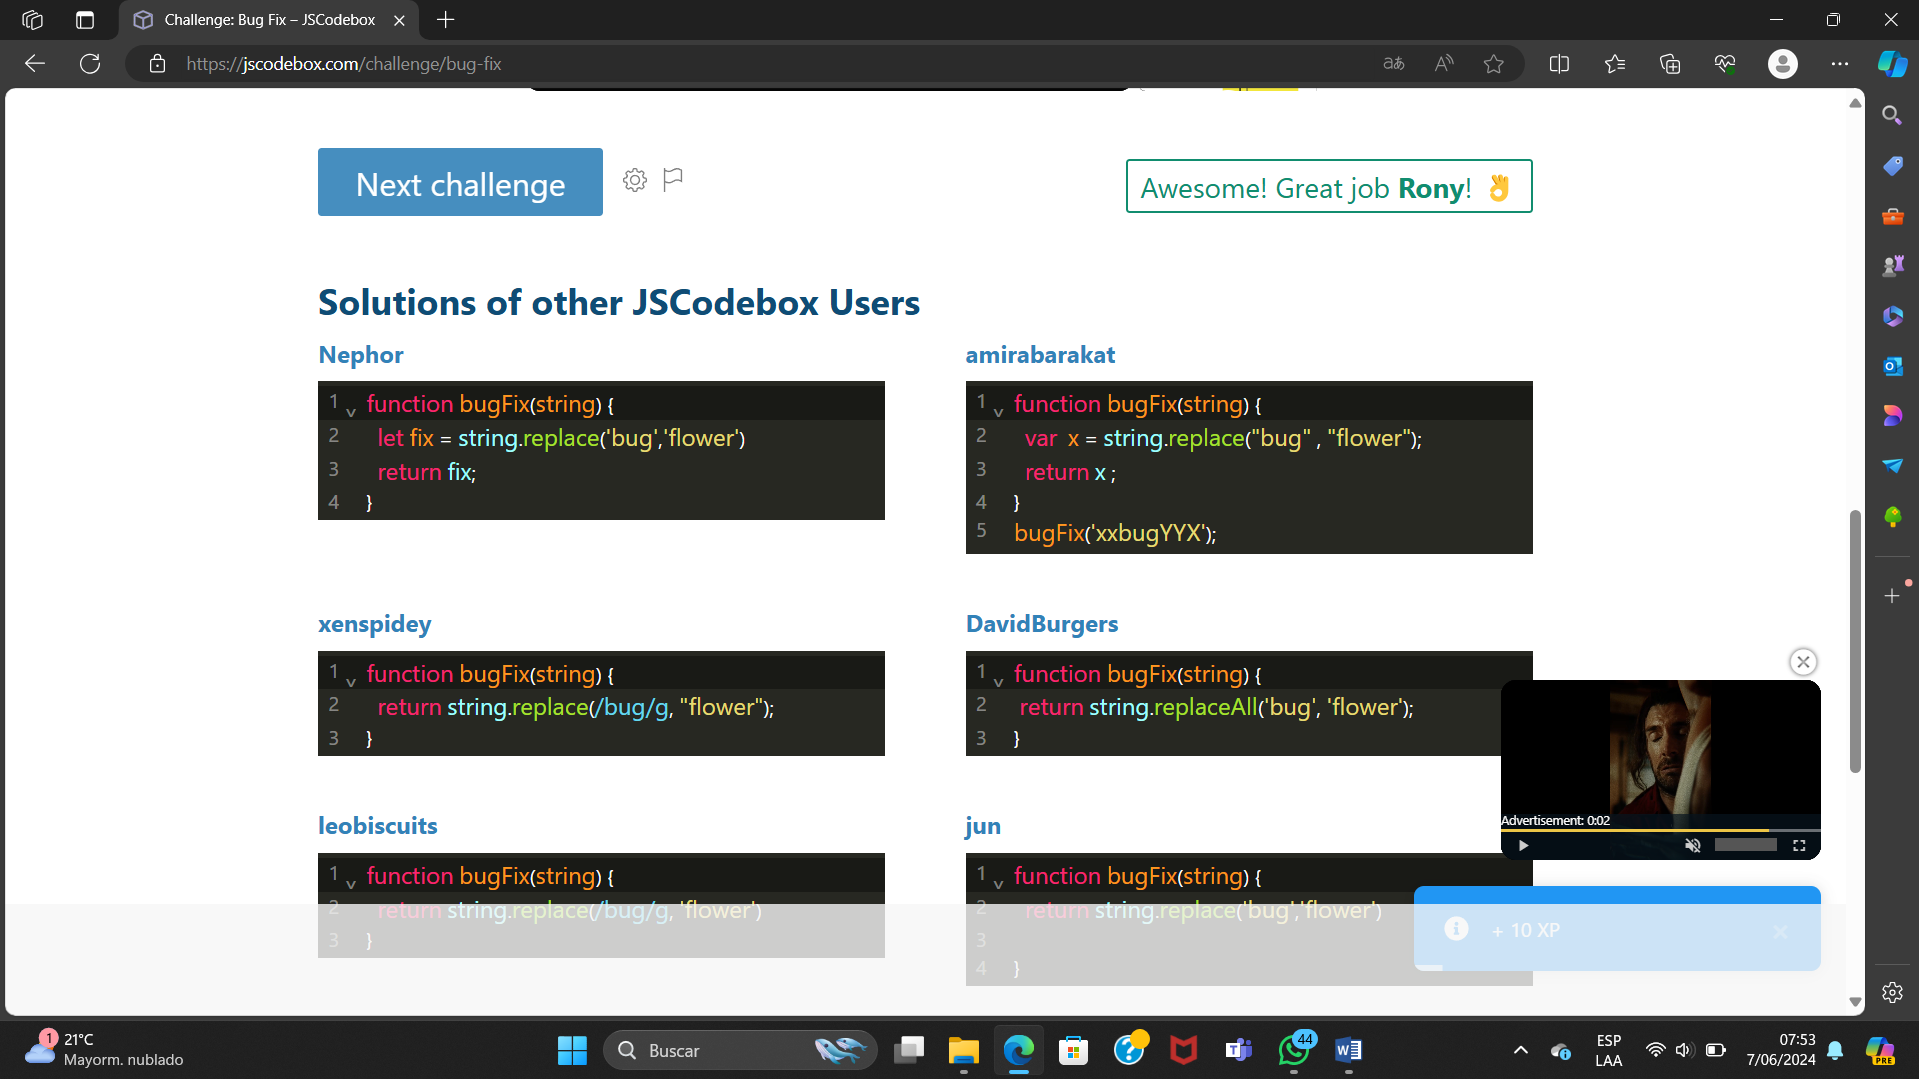 Challenge: Bug Fix – JSCodebox
https://jscodebox.com/challenge/bug-fix
Next challenge
Awesome! Great job Rony! 👌
Solutions of other JSCodebox Users
Nephor
1 function bugFix(string) {
2 let fix = string.replace('bug','flower')
3 return fix;
4 }
amirabarakat
1 function bugFix(string) {
2 var x = string.replace("bug" , "flower");
3 return x ;
4 }
5 bugFix('xxbugYYX');
xenspidey
1 function bugFix(string) {
2 return string.replace(/bug/g, "flower");
3 }
DavidBurgers
1 function bugFix(string) {
2 return string.replaceAll('bug', 'flower');
3 }
Advertisement: 0:02
leobiscuits
1 function bugFix(string) {
2 return string.replace(/bug/g, 'flower')
3 }
jun
1 function bugFix(string) {
2 return string.replace('bug','flower')
3
4 }
+ 10 XP
1
21°C
Mayorm. nublado
Buscar
44
ESP
LAA
07:53
7/06/2024
PRE